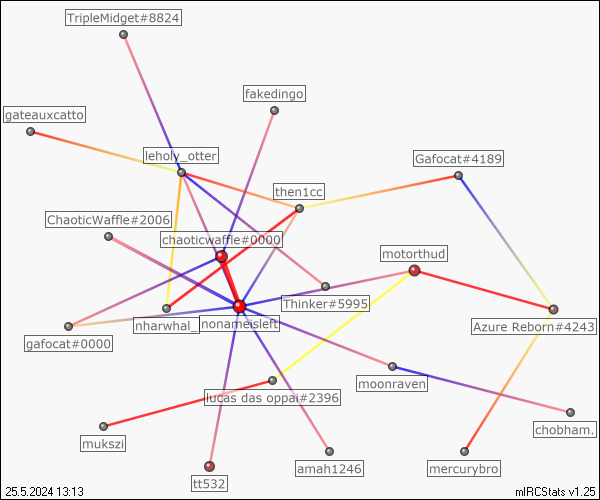 TripleMidget#8824
fakedingo
gateauxcatto
leholy_otter
Gafocat#4189
then1cc
ChaoticWaffle#2006
chaoticwaffle#0000
motorthud
Thinker#5995
nharwhal_
nonameisleft
Azure Reborn#4243
gafocat#0000
moonraven
lucas das oppai#2396
chobham.
mukszi
amah1246
mercurybro
tt532
25.5.2024 13:13
mIRCStats v1.25